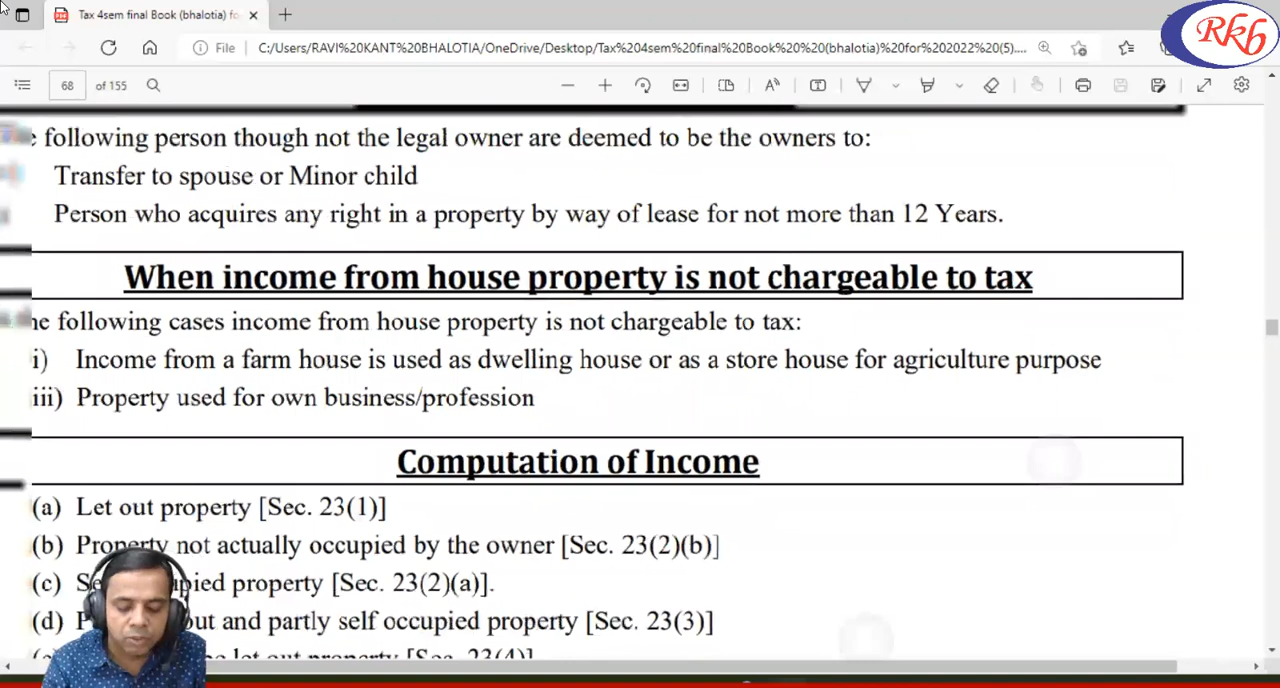 Tax 4sem final Book (bhalotia) fo
Rkb
File
C:/Users/RAVI%20KANT%20BHALOTIA/OneDrive/Desktop/Tax%204sem%20final%20Book%20%20(bhalotia)%20for%202022%20(5)....
68 of 155
following person though not the legal owner are deemed to be the owners to:
Transfer to spouse or Minor child
Person who acquires any right in a property by way of lease for not more than 12 Years.
When income from house property is not chargeable to tax
following cases income from house property is not chargeable to tax:
i) Income from a farm house is used as dwelling house or as a store house for agriculture purpose
iii) Property used for own business/profession
Computation of Income
(a) Let out property [Sec. 23(1)]
(b) Property not actually occupied by the owner [Sec. 23(2)(b)]
(c) property [Sec. 23(2)(a)].
(d) out and partly self occupied property [Sec. 23(3)]
let out property [Sec. 23(4)]